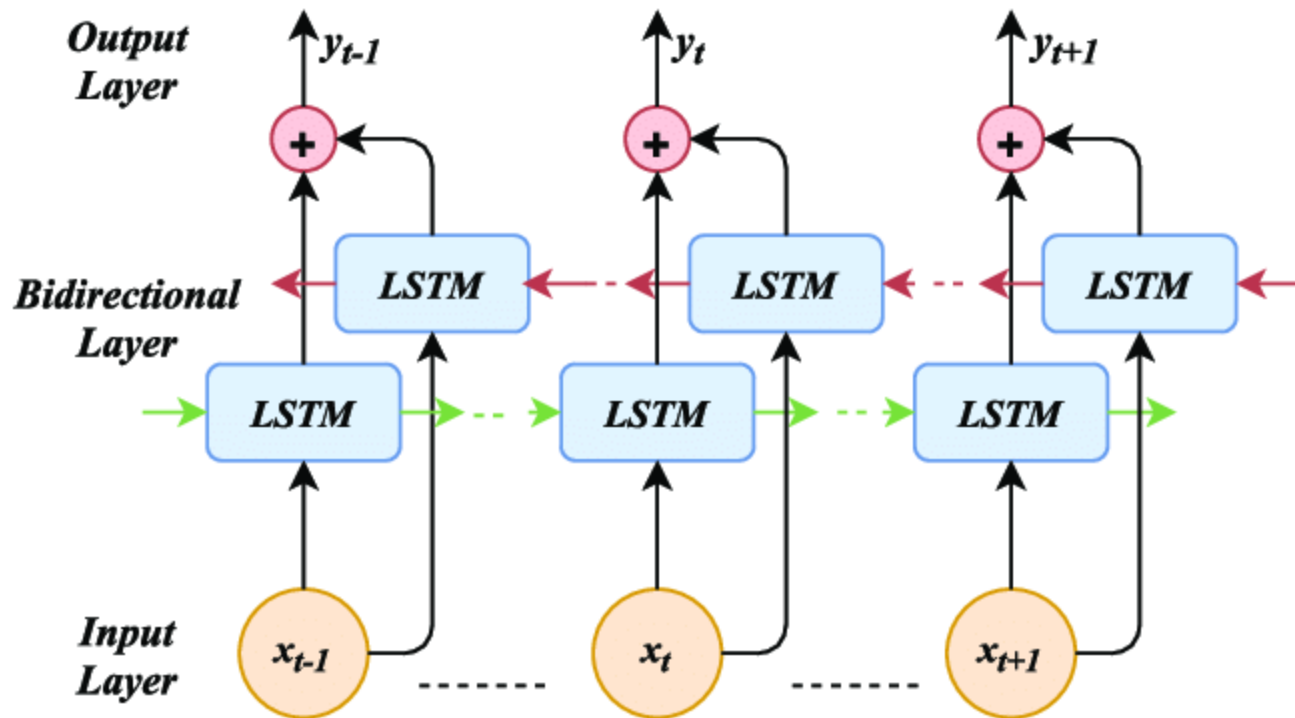 Output
Layer
y_{t-1}
y_t
y_{t+1}
+
+
+
Bidirectional
Layer
LSTM
LSTM
LSTM
LSTM
LSTM
LSTM
Input
Layer
x_{t-1}
x_t
x_{t+1}